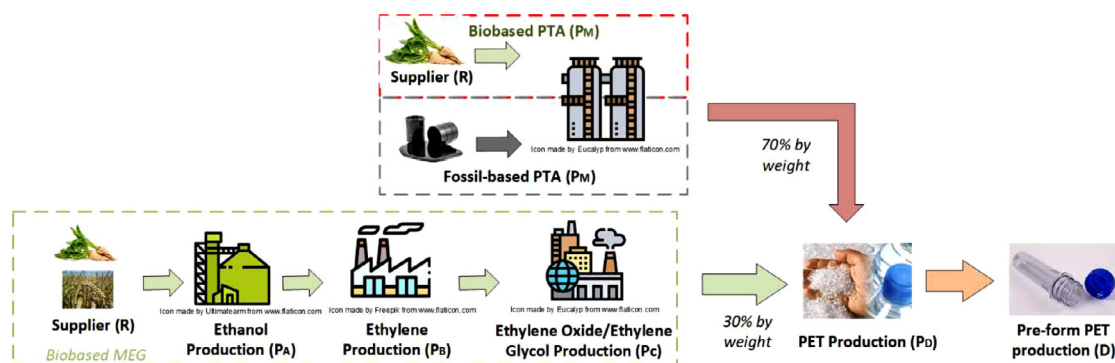 Biobased PTA (PM)
Supplier (R)
Icon made by Eucalyp from www.flaticon.com
Fossil-based PTA (PM)
70% by
weight
Supplier (R)
Biobased MEG
Icon made by Ultimatearm from www.flaticon.com
Ethanol
Production (PA)
Icon made by Freepik from www.flaticon.com
Ethylene
Production (PB)
Icon made by Eucalyp from www.flaticon.com
Ethylene Oxide/Ethylene
Glycol Production (PC)
30% by
weight
PET Production (PD)
Pre-form PET
production (D)